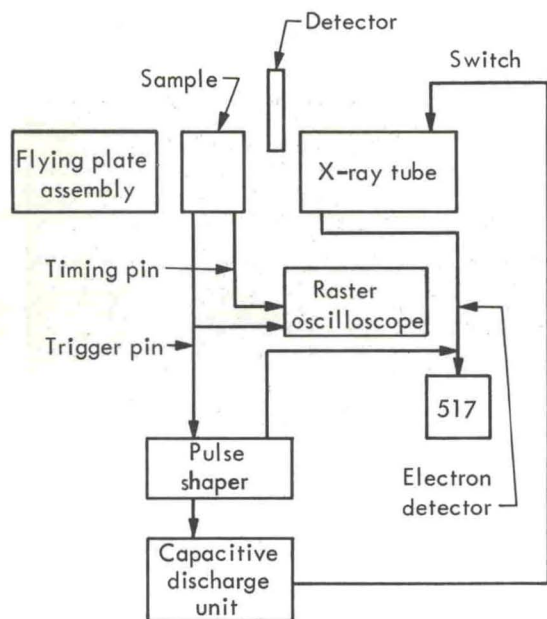 Detector
Switch
Sample
Flying plate
assembly
X-ray tube
Timing pin
Raster
oscilloscope
Trigger pin
517
Pulse
shaper
Electron
detector
Capacitive
discharge
unit